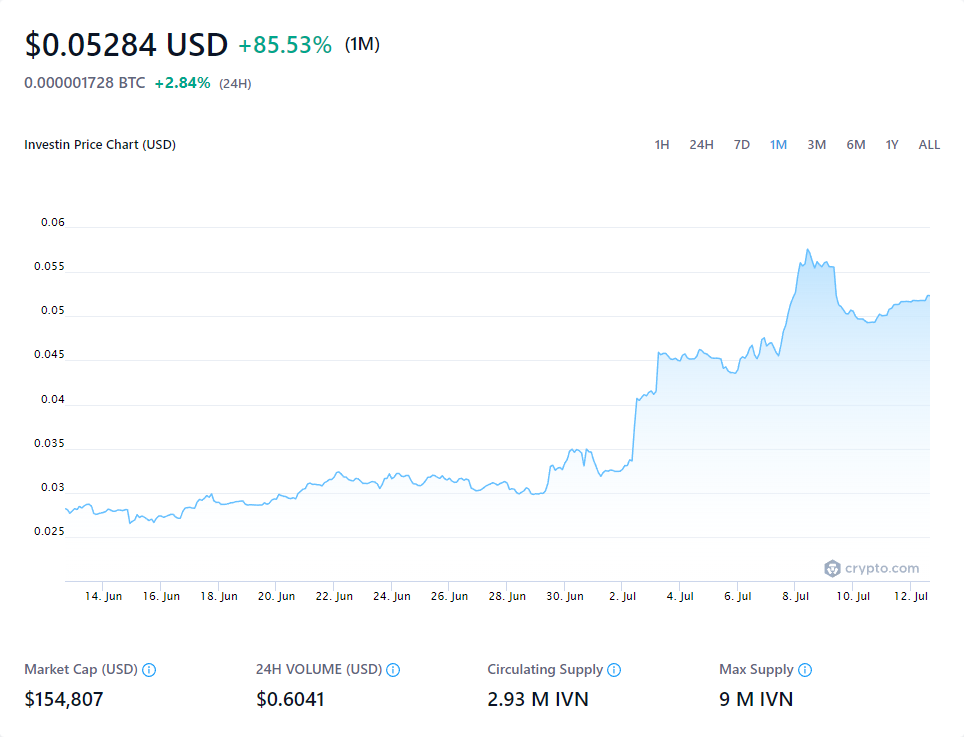 $0.05284 USD +85.53% (1M)
0.000001728 BTC +2.84% (24H)
Investin Price Chart (USD) 1H 24H 7D 1M 3M 6M 1Y ALL
0.06
0.055
0.05
0.045
0.04
0.035
0.03
0.025
crypto.com
14. Jun 16. Jun 18. Jun 20. Jun 22. Jun 24. Jun 26. Jun 28. Jun 30. Jun 2. Jul 4. Jul 6. Jul 8. Jul 10. Jul 12. Jul
Market Cap (USD) 24H VOLUME (USD) Circulating Supply Max Supply
$154,807 $0.6041 2.93 M IVN 9 M IVN